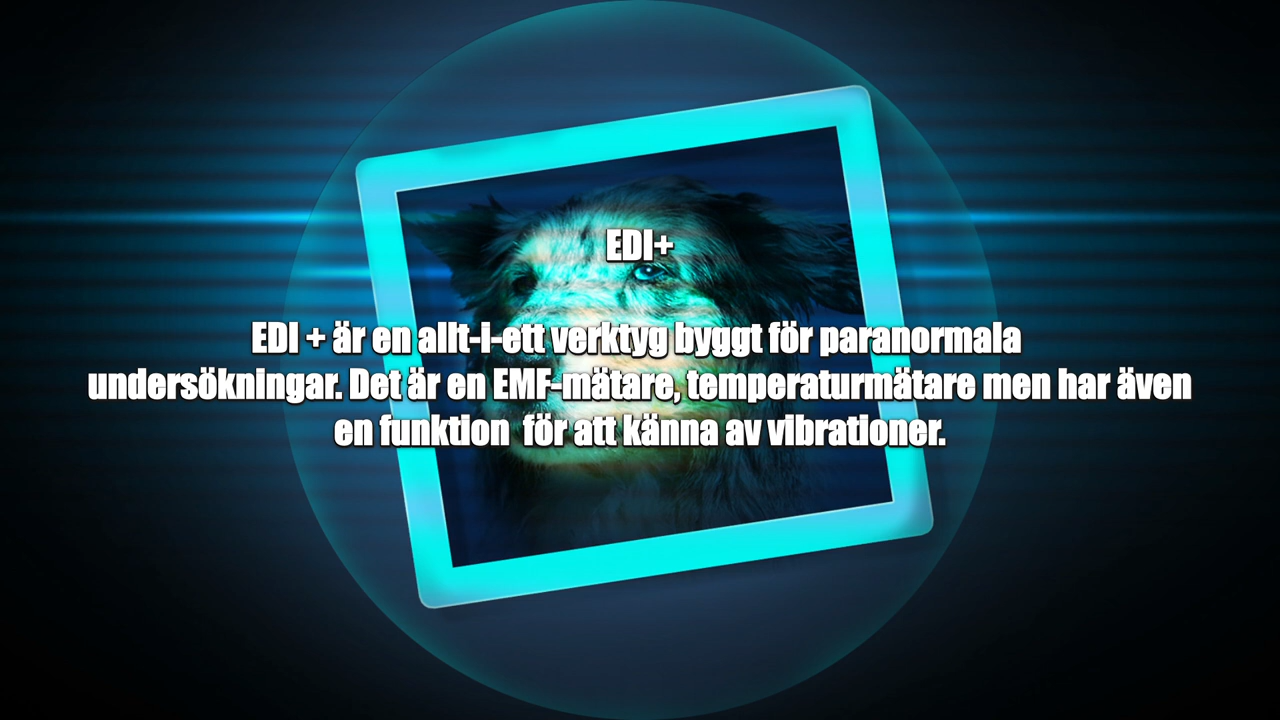 EDI+
EDI + är en allt-i-ett verktyg byggt för paranormala
undersökningar. Det är en EMF-mätare, temperaturmätare men har även
en funktion  för att känna av vibrationer.